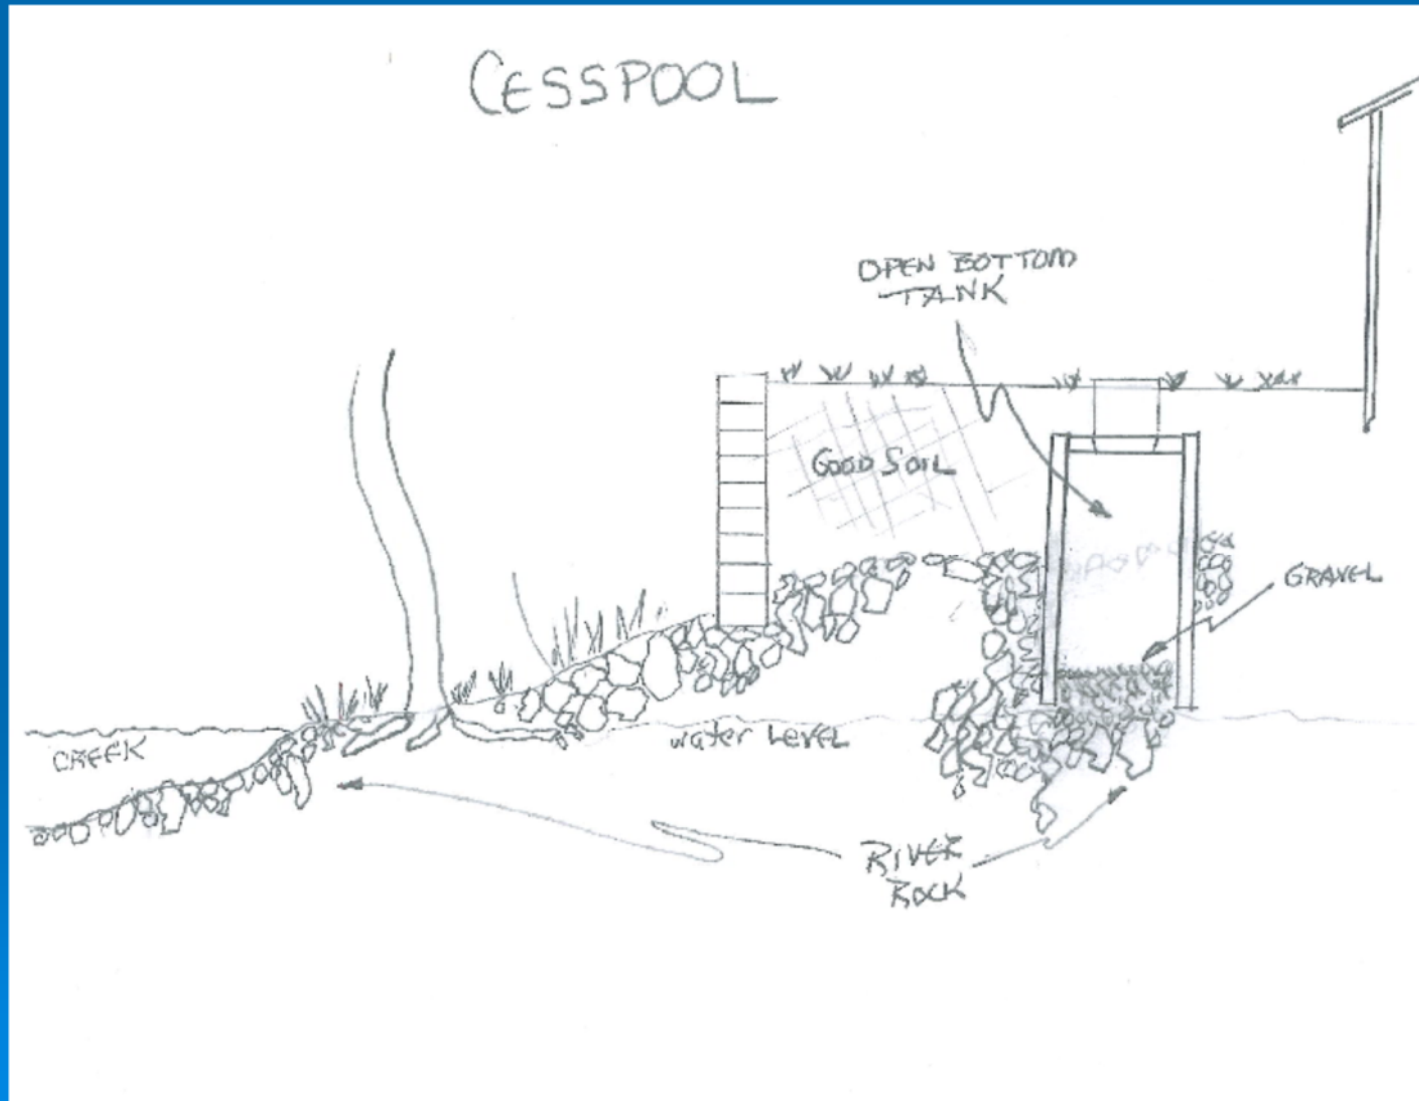 CESSPOOL
OPEN BOTTOM
TANK
GOOD SOIL
GRAVEL
CREEK
water LEVEL
RIVER
ROCK